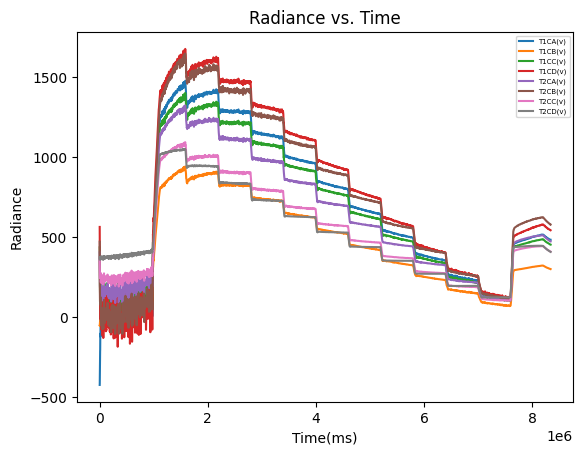 Radiance vs. Time
T1CA(v)
T1CB(v)
T1CC(v)
T1CD(v)
T2CA(v)
T2CB(v)
T2CC(v)
T2CD(v)
1500
1000
500
0
−500
Radiance
0 2 4 6 8
1e6
Time(ms)